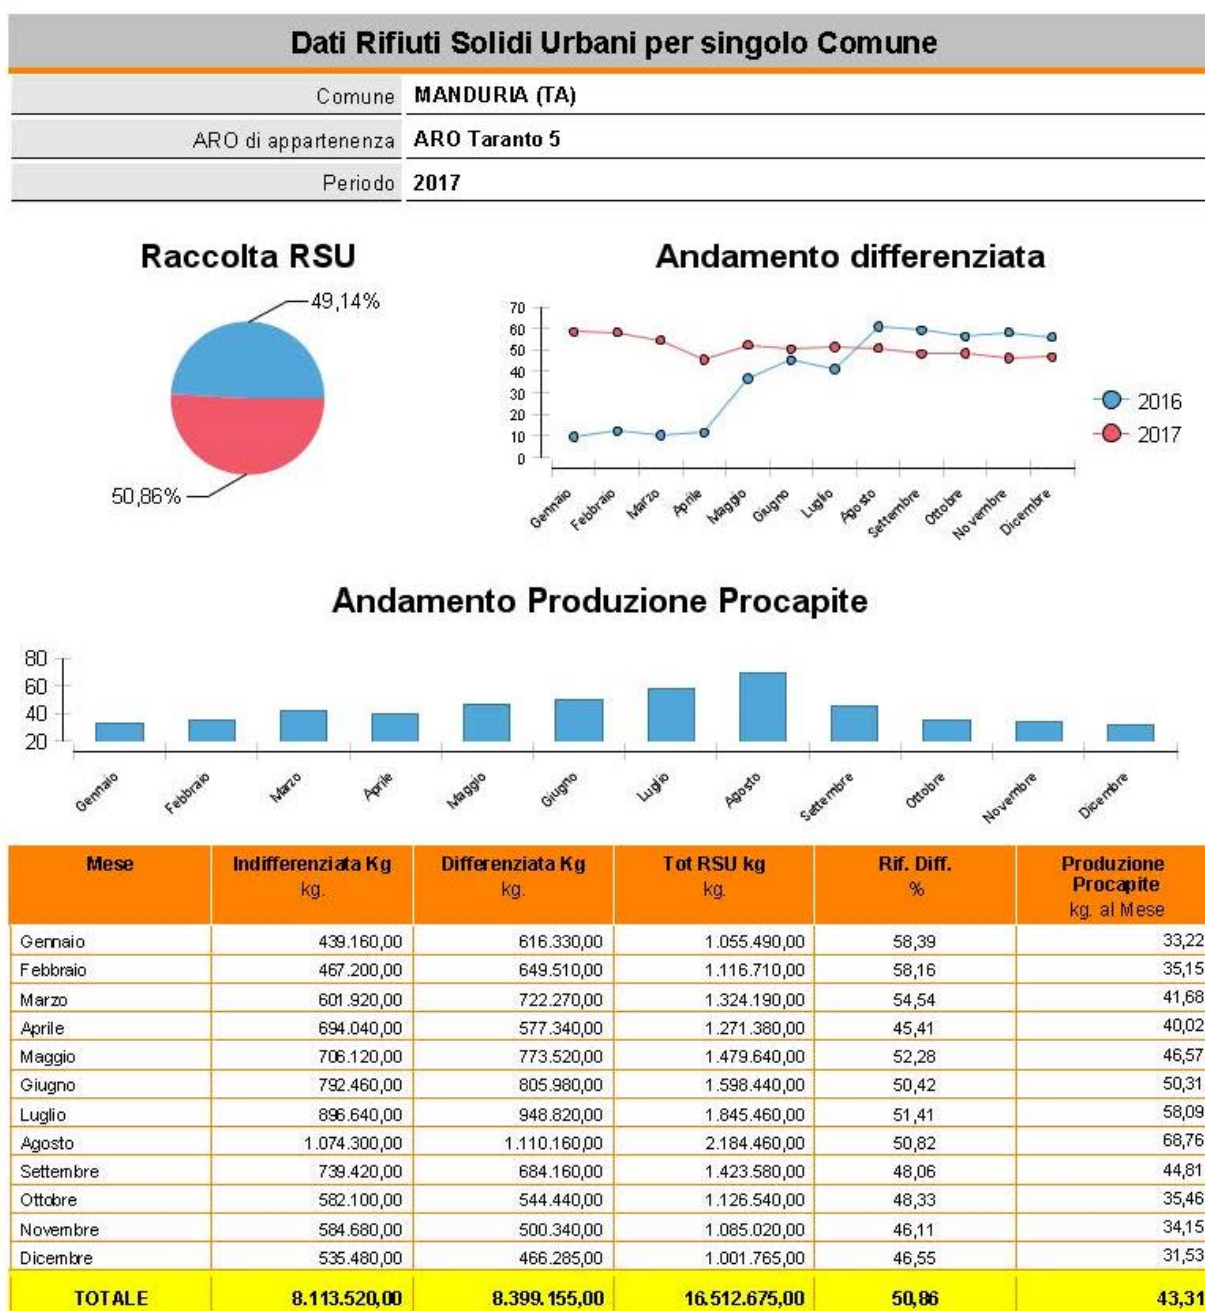 Dati Rifiuti Solidi Urbani per singolo Comune
Comune MANDURIA (TA)
ARO di appartenenza ARO Taranto 5
Periodo 2017
Raccolta RSU
49,14%
50,86%
Andamento differenziata
70
60
50
40
30
20
10
0
Gennaio Febbraio Marzo Aprile Maggio Giugno Luglio Agosto Settembre Ottobre Novembre Dicembre
2016
2017
Andamento Produzione Procapite
80
60
40
20
Gennaio Febbraio Marzo Aprile Maggio Giugno Luglio Agosto Settembre Ottobre Novembre Dicembre
Mese Indifferenziata Kg kg. Differenziata Kg kg. Tot RSU kg kg. Rif. Diff. % Produzione Procapite kg. al Mese
Gennaio 439.160,00 616.330,00 1.055.490,00 58,39 33,22
Febbraio 467.200,00 649.510,00 1.116.710,00 58,16 35,15
Marzo 601.920,00 722.270,00 1.324.190,00 54,54 41,68
Aprile 694.040,00 577.340,00 1.271.380,00 45,41 40,02
Maggio 706.120,00 773.520,00 1.479.640,00 52,28 46,57
Giugno 792.460,00 805.980,00 1.598.440,00 50,42 50,31
Luglio 896.640,00 948.820,00 1.845.460,00 51,41 58,09
Agosto 1.074.300,00 1.110.160,00 2.184.460,00 50,82 68,76
Settembre 739.420,00 684.160,00 1.423.580,00 48,06 44,81
Ottobre 582.100,00 544.440,00 1.126.540,00 48,33 35,46
Novembre 584.680,00 500.340,00 1.085.020,00 46,11 34,15
Dicembre 535.480,00 466.285,00 1.001.765,00 46,55 31,53
TOTALE 8.113.520,00 8.399.155,00 16.512.675,00 50,86 43,31